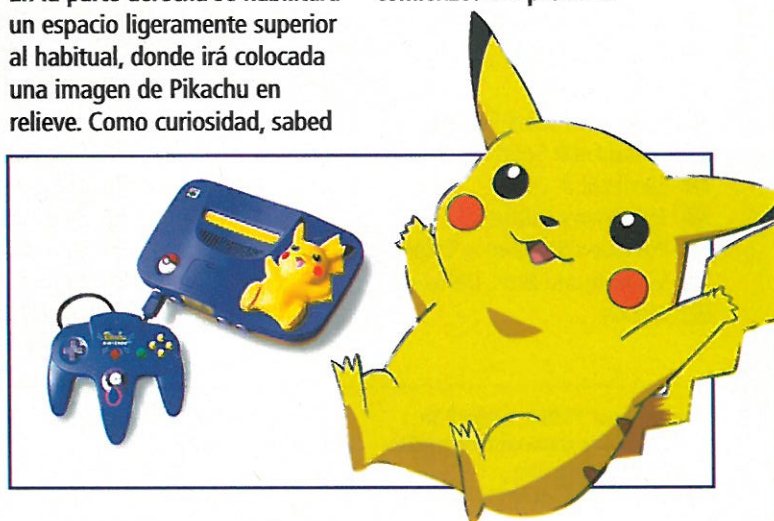 un espacio ligeramente superior
al habitual, donde irá colocada
una imagen de Pikachu en
relieve. Como curiosidad, sabed